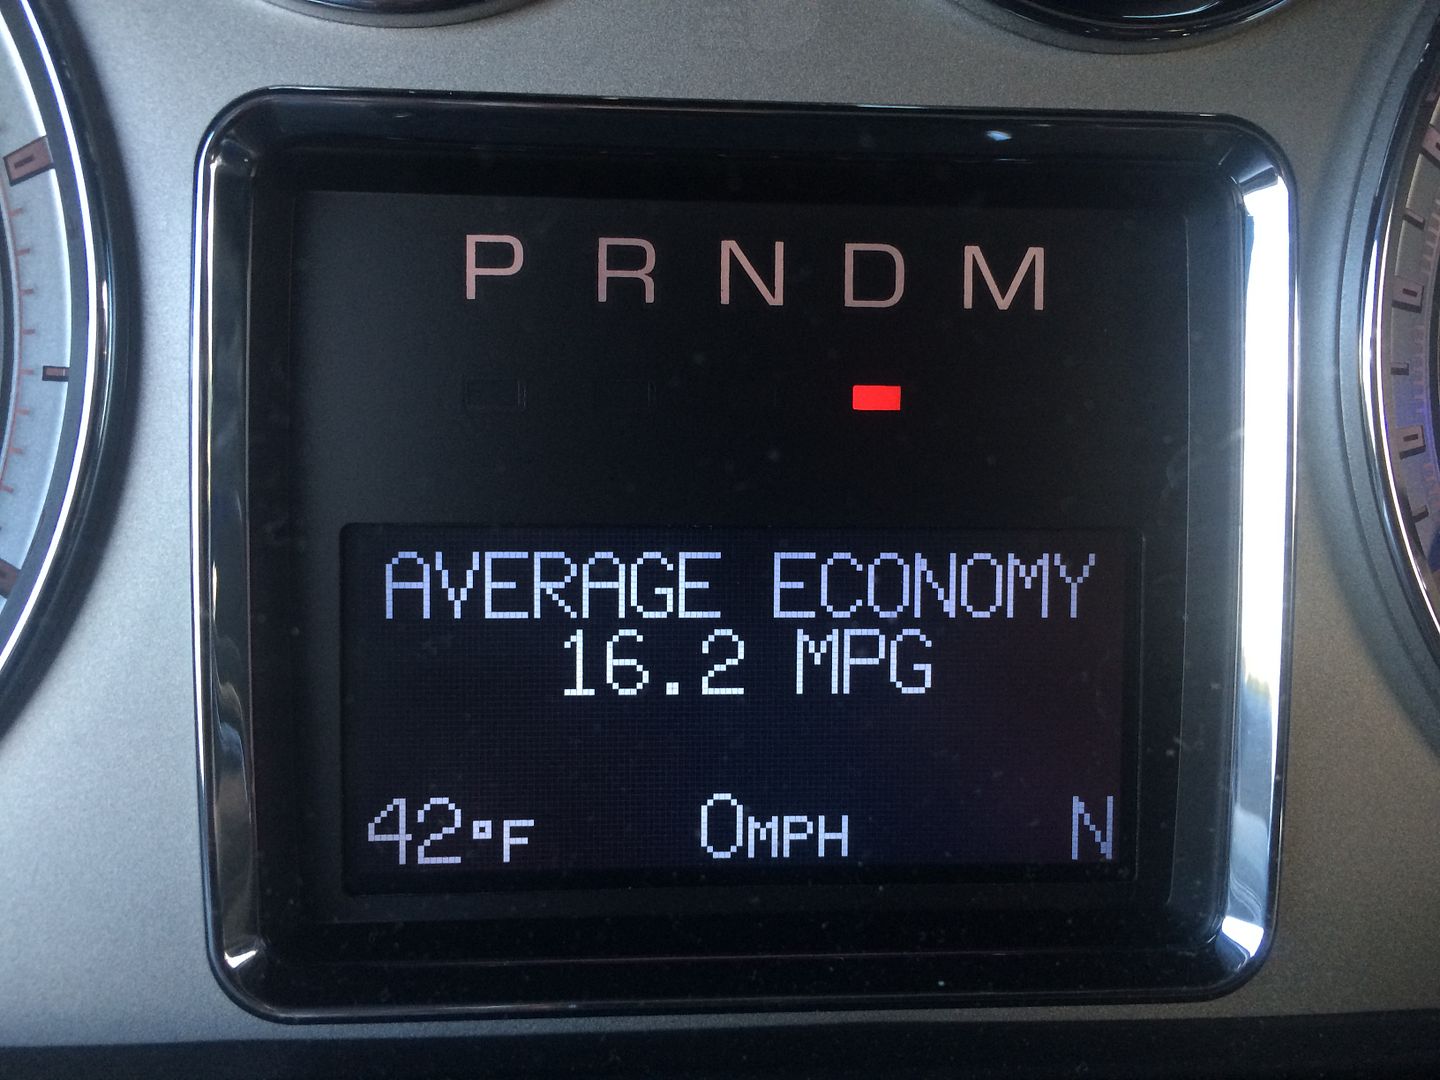 P R N D M
AVERAGE ECONOMY
16.2 MPG
42°F 0MPH N